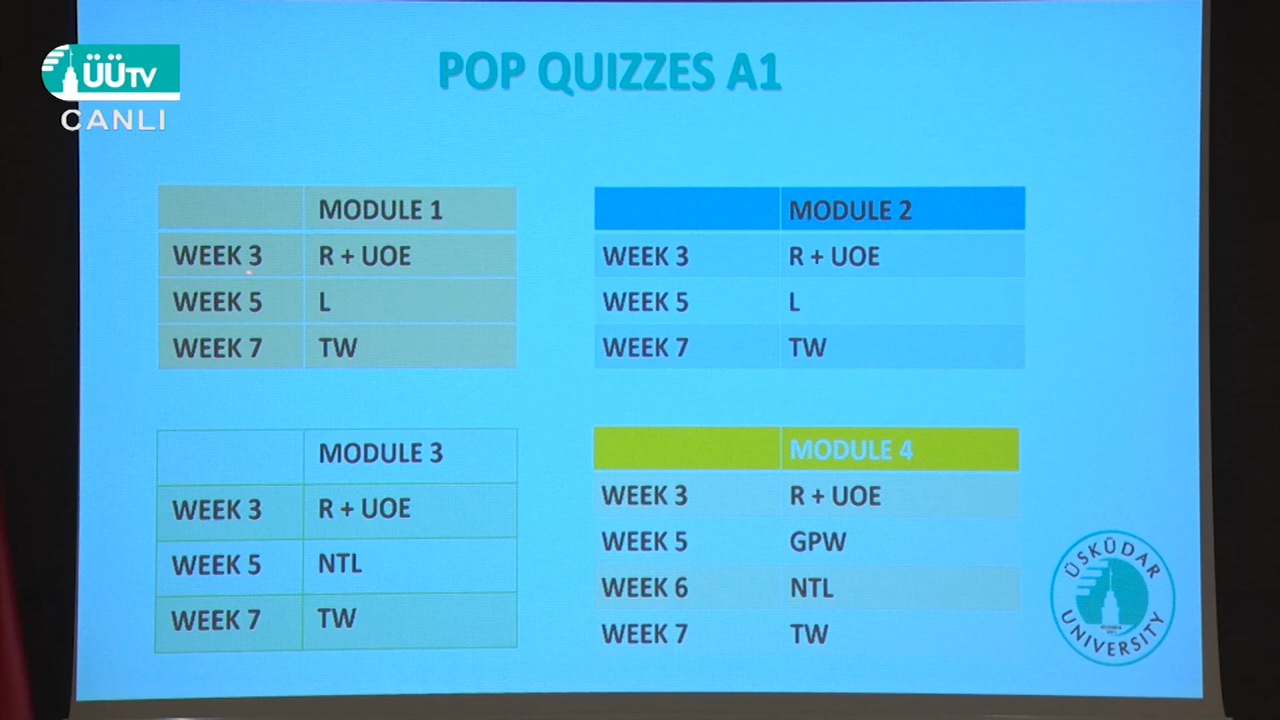 ÜÜTV
CANLI
POP QUIZZES A1
MODULE 1
WEEK 3 R + UOE
WEEK 5 L
WEEK 7 TW
MODULE 2
WEEK 3 R + UOE
WEEK 5 L
WEEK 7 TW
MODULE 3
WEEK 3 R + UOE
WEEK 5 NTL
WEEK 7 TW
MODULE 4
WEEK 3 R + UOE
WEEK 5 GPW
WEEK 6 NTL
WEEK 7 TW
ÜSKÜDAR
UNIVERSITY